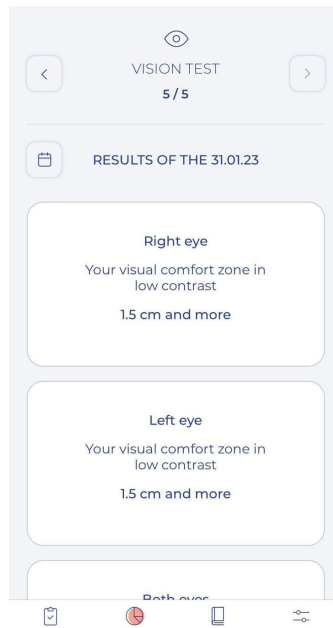 VISION TEST
5 / 5
RESULTS OF THE 31.01.23
Right eye
Your visual comfort zone in
low contrast
1.5 cm and more
Left eye
Your visual comfort zone in
low contrast
1.5 cm and more
Both eyes